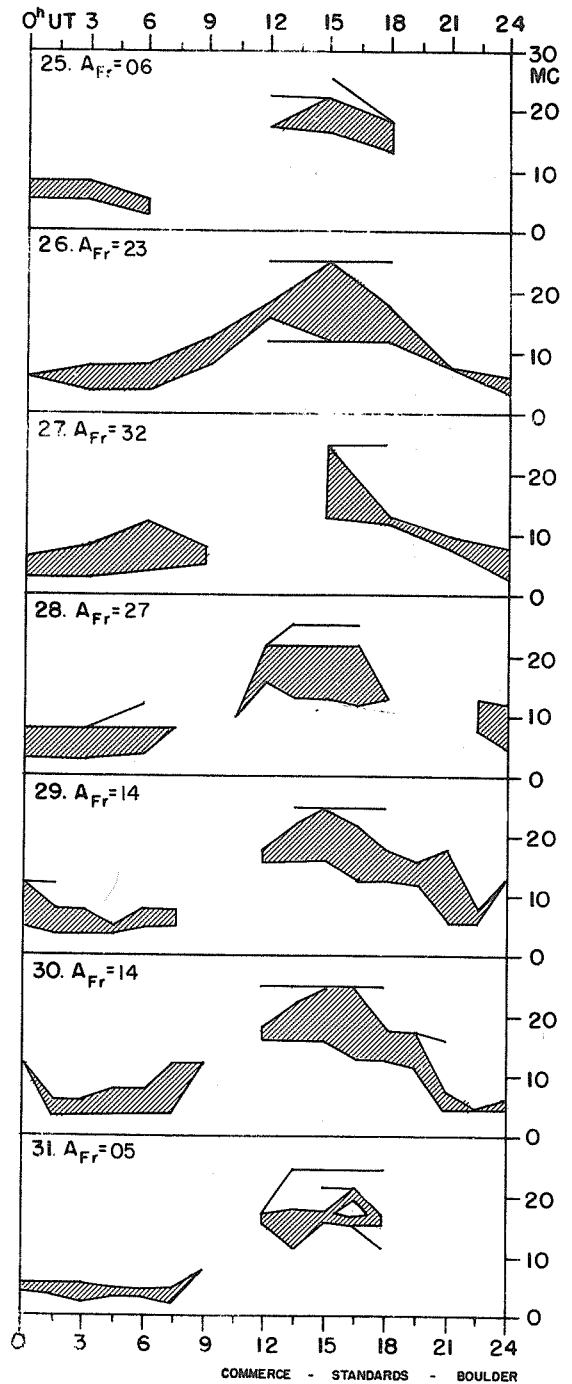 0ʰ UT 3 6 9 12 15 18 21 24
30
MC
25. A_Fr=06
20
10
0
26. A_Fr=23
20
10
0
27. A_Fr=32
20
10
0
28. A_Fr=27
20
10
0
29. A_Fr=14
20
10
0
30. A_Fr=14
20
10
0
31. A_Fr=05
20
10
0
0 3 6 9 12 15 18 21 24
COMMERCE - STANDARDS - BOULDER